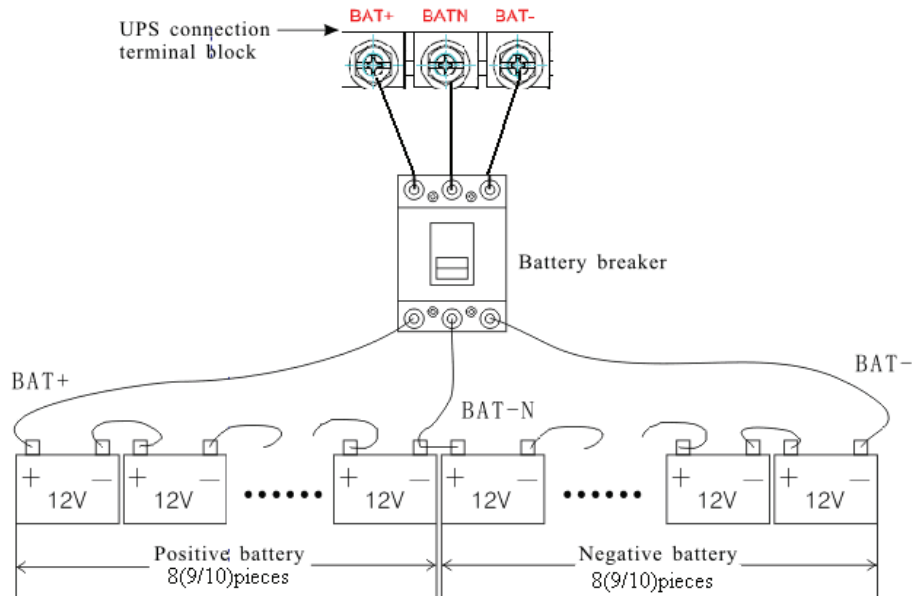 BAT+ BATN BAT-
UPS connection
terminal block
Battery breaker
BAT+
BAT-
BAT-N
+ − + − + − + − + − + −
12V 12V 12V 12V 12V 12V
Positive battery
8(9/10)pieces
Negative battery
8(9/10)pieces